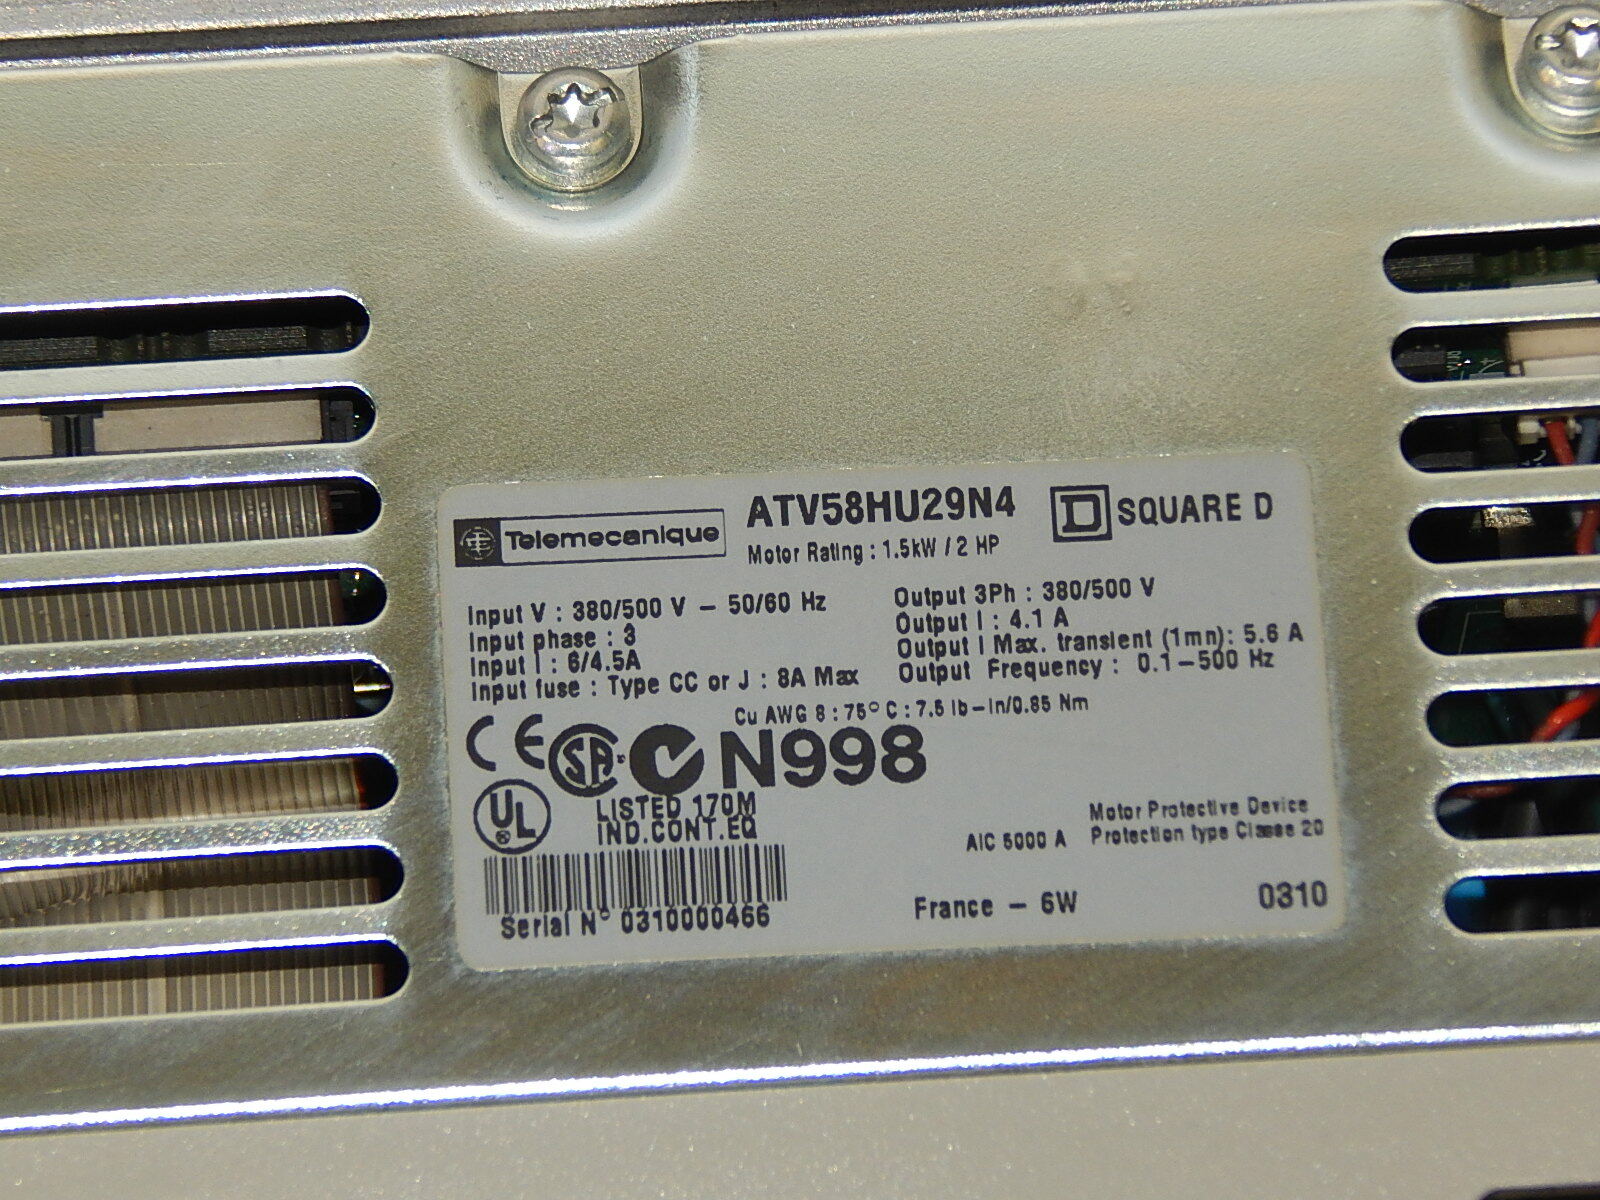 Telemecanique
ATV58HU29N4
SQUARE D
Motor Rating : 1.5kW / 2 HP
Input V : 380/500 V – 50/60 Hz
Input phase : 3
Input I : 6/4.5A
Input fuse : Type CC or J : 8A Max
Output 3Ph : 380/500 V
Output I : 4.1 A
Output I Max. transient (1mn): 5.6 A
Output Frequency : 0.1–500 Hz
Cu AWG 8 : 75° C : 7.5 lb–in/0.85 Nm
CE SA N998
UL
LISTED 170M
IND.CONT.EQ
Motor Protective Device
AIC 5000 A Protection type Classe 20
Serial N° 0310000466
France – 6W
0310